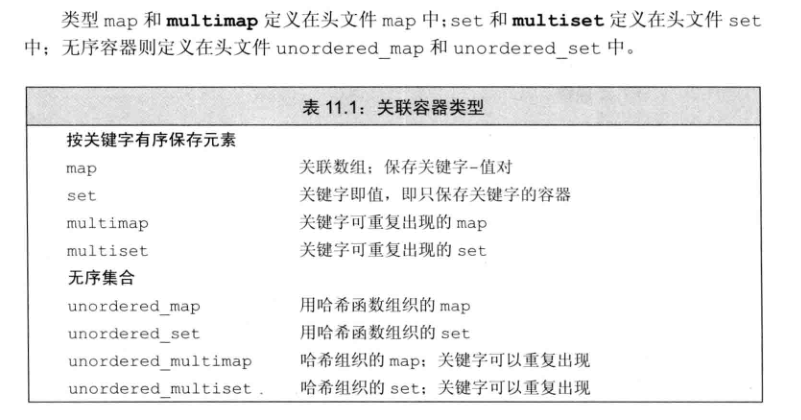 类型 map 和 multimap 定义在头文件 map 中;set 和 multiset 定义在头文件 set
中；无序容器则定义在头文件 unordered_map 和 unordered_set 中。
表 11.1：关联容器类型
按关键字有序保存元素
map 关联数组；保存关键字-值对
set 关键字即值，即只保存关键字的容器
multimap 关键字可重复出现的 map
multiset 关键字可重复出现的 set
无序集合
unordered_map 用哈希函数组织的 map
unordered_set 用哈希函数组织的 set
unordered_multimap 哈希组织的 map；关键字可以重复出现
unordered_multiset 哈希组织的 set；关键字可以重复出现